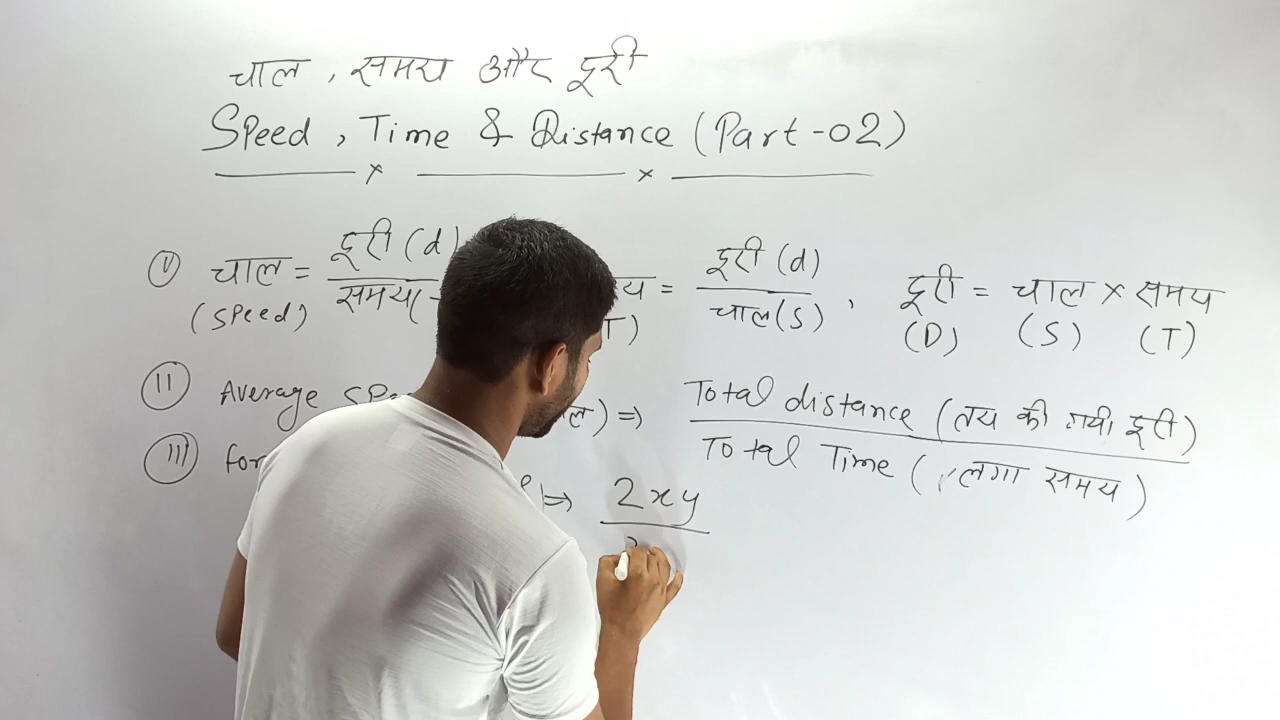 चाल, समय और दूरी
Speed, Time & Distance (Part-02)
I) चाल = दूरी (d) / समय( = दूरी (d) / चाल(S), दूरी = चाल × समय
(Speed) T) (D) (S) (T)
II Average ल) ⇒ Total distance (तय की गयी दूरी) / Total Time (लगा समय)
III for ⇒ 2xy